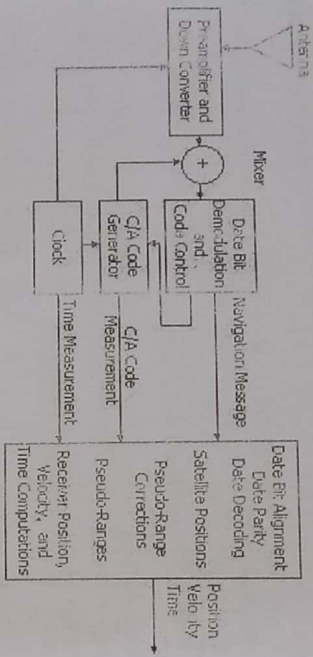 Antenna
Preamplifier and
Down Converter
Mixer
+
Date Bit
Demodulation
and
Code Control
C/A Code
Generator
Clock
Navigation Message
C/A Code
Measurement
Time Measurement
Date Bit Alignment
Date Parity
Date Decoding
Satellite Positions
Pseudo-Range
Corrections
Pseudo-Ranges
Receiver Position,
Velocity, and
Time Computations
Position
Velocity
Time